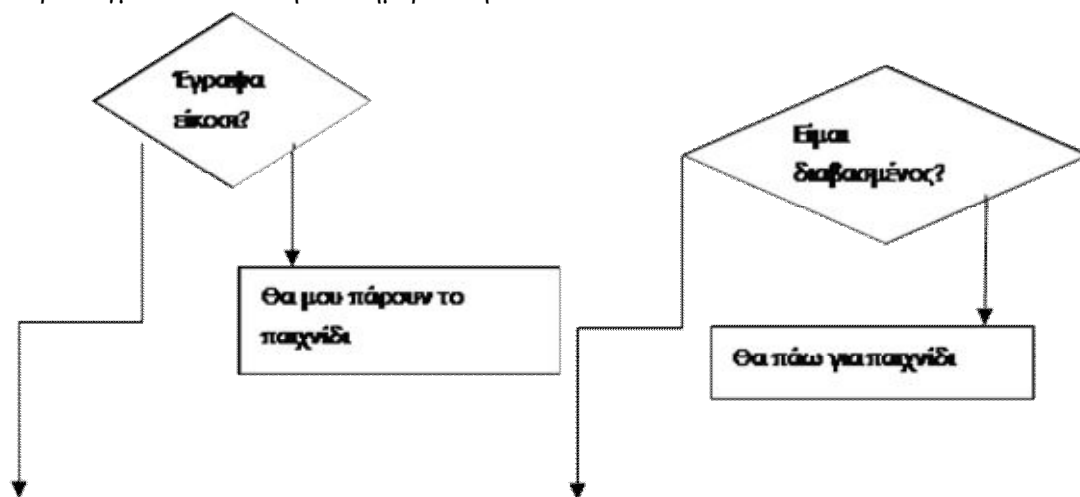 Έγραψα
είκοσι?
Είμαι
διαβασμένος?
Θα μου πάρουν το
παιχνίδι
Θα πάω για παιχνίδι